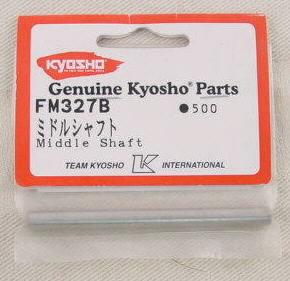 KYOSHO
Genuine Kyosho Parts
FM327B ●500
ミドルシャフト
Middle Shaft
TEAM KYOSHO K INTERNATIONAL